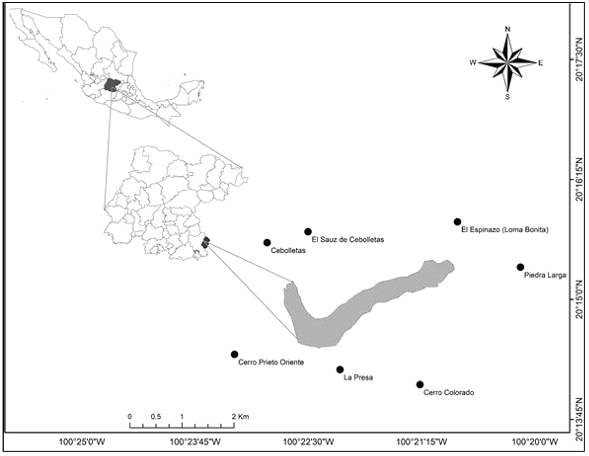 N
W
E
S
20°17'30"N
20°16'15"N
20°15'0"N
20°13'45"N
El Espinazo (Loma Bonita)
El Sauz de Cebolletas
Cebolletas
Piedra Larga
Cerro Prieto Oriente
La Presa
Cerro Colorado
0 0.5 1 2 Km
100°25'0"W 100°23'45"W 100°22'30"W 100°21'15"W 100°20'0"W